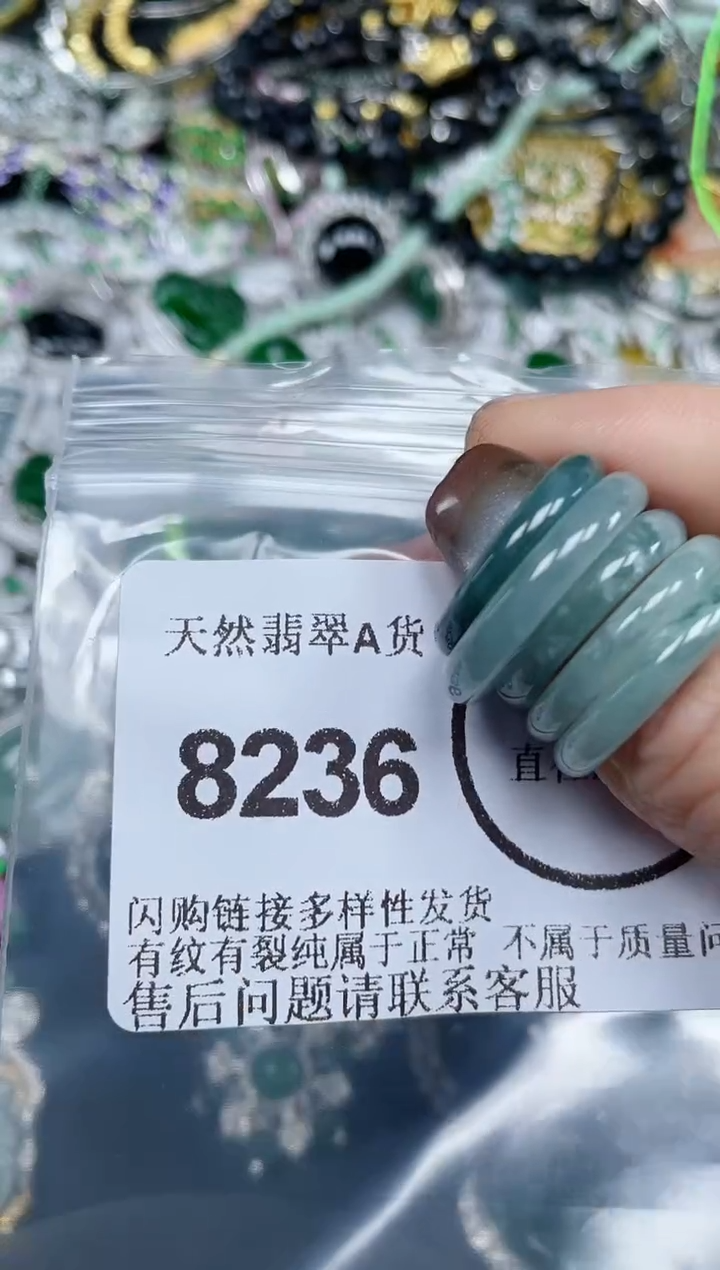 天然翡翠A货
8236
直
闪购链接多样性发货
有纹有裂纯属于正常 不属于质量问
售后问题请联系客服